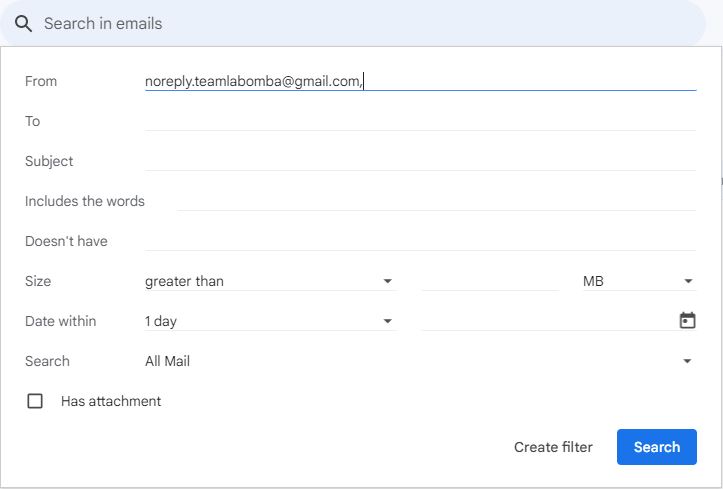 Search in emails
From noreply.teamlabomba@gmail.com,
To
Subject
Includes the words
Doesn't have
Size greater than MB
Date within 1 day
Search All Mail
Has attachment
Create filter Search